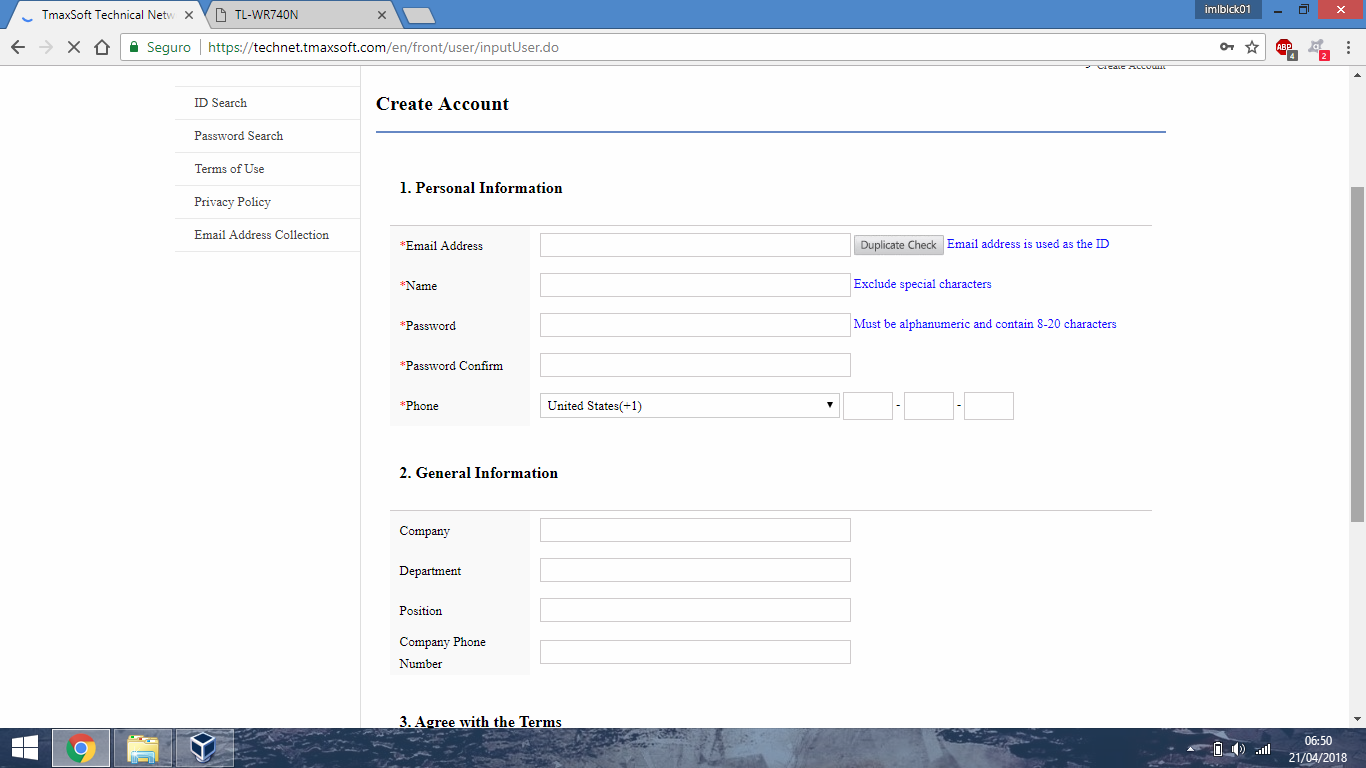 TmaxSoft Technical Netw
TL-WR740N
imlblck01
Seguro
https://technet.tmaxsoft.com/en/front/user/inputUser.do
ABP
4
2
Create Account
ID Search
Password Search
Terms of Use
Privacy Policy
Email Address Collection
Create Account
1. Personal Information
*Email Address
Duplicate Check
Email address is used as the ID
*Name
Exclude special characters
*Password
Must be alphanumeric and contain 8-20 characters
*Password Confirm
*Phone
United States(+1)
-
-
2. General Information
Company
Department
Position
Company Phone
Number
3. Agree with the Terms
06:50
21/04/2018